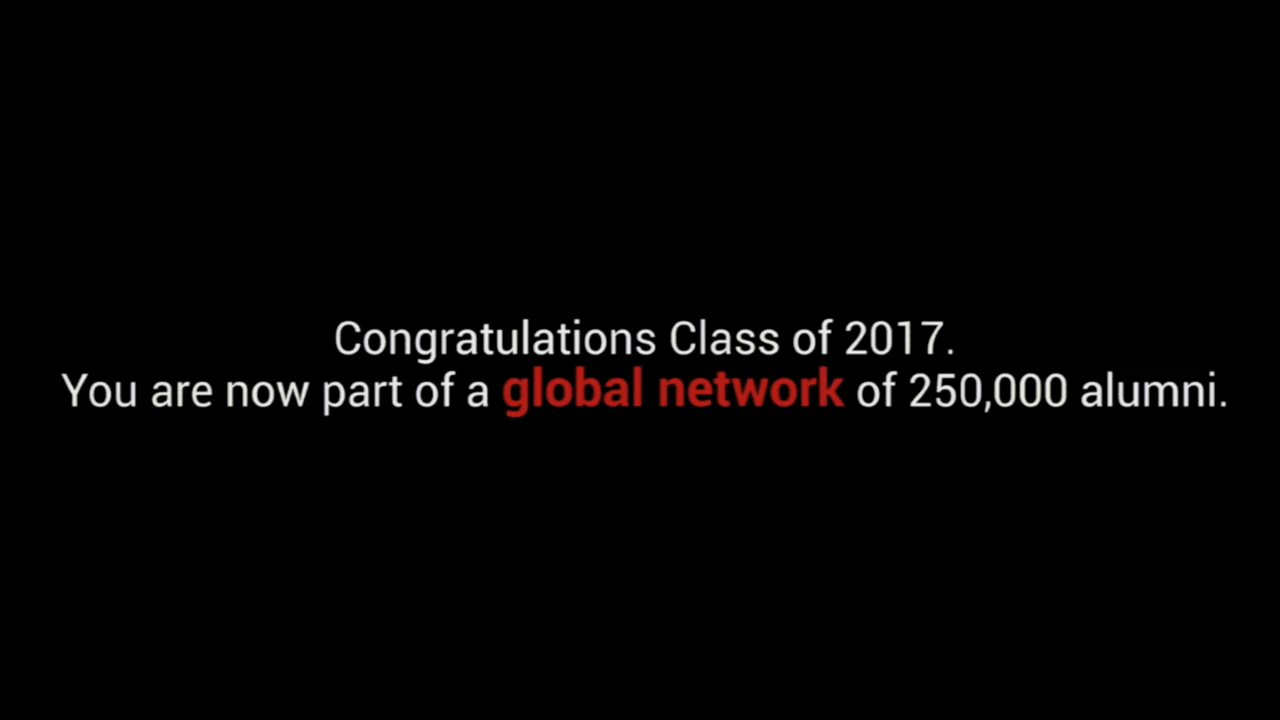 Congratulations Class of 2017.
You are now part of a global network of 250,000 alumni.